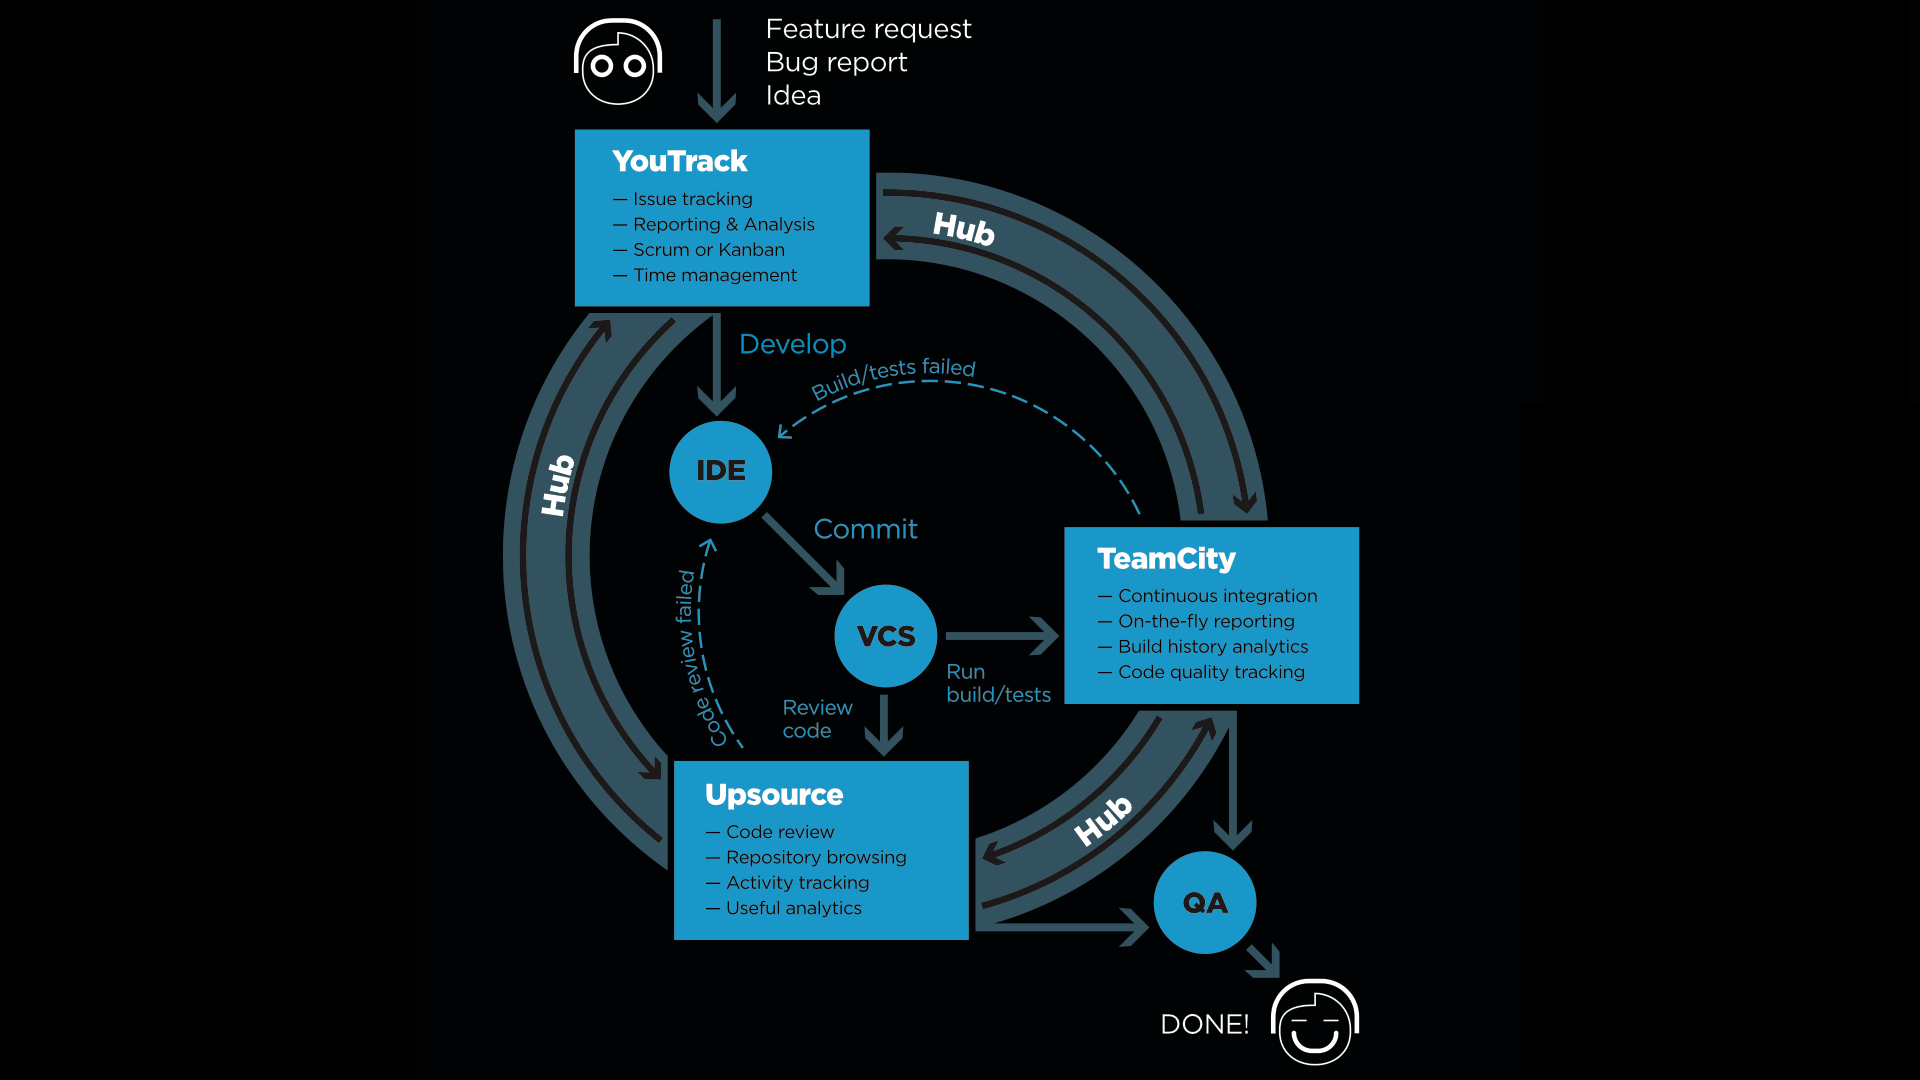 Feature request
Bug report
Idea
YouTrack
— Issue tracking
— Reporting & Analysis
— Scrum or Kanban
— Time management
Hub
Develop
Build/tests failed
IDE
Hub
Commit
Code review failed
VCS
Run
build/tests
TeamCity
— Continuous integration
— On-the-fly reporting
— Build history analytics
— Code quality tracking
Review
code
Upsource
— Code review
— Repository browsing
— Activity tracking
— Useful analytics
Hub
QA
DONE!